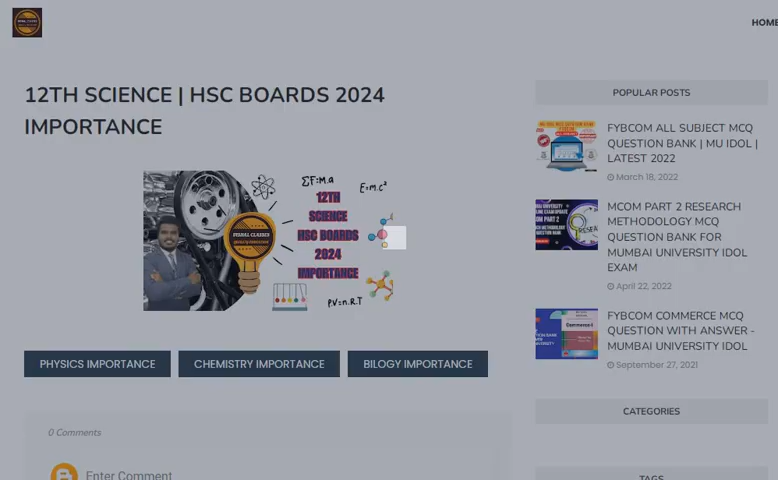 HOME
12TH SCIENCE | HSC BOARDS 2024
IMPORTANCE
ΣF=M.a
E=M.c²
12TH
SCIENCE
HSC BOARDS
2024
IMPORTANCE
P.V=n.R.T
PHYSICS IMPORTANCE
CHEMISTRY IMPORTANCE
BILOGY IMPORTANCE
0 Comments
Enter Comment
POPULAR POSTS
FYBCOM ALL SUBJECT MCQ
QUESTION BANK | MU IDOL |
LATEST 2022
March 18, 2022
MCOM PART 2 RESEARCH
METHODOLOGY MCQ
QUESTION BANK FOR
MUMBAI UNIVERSITY IDOL
EXAM
April 22, 2022
FYBCOM COMMERCE MCQ
QUESTION WITH ANSWER -
MUMBAI UNIVERSITY IDOL
September 27, 2021
CATEGORIES
TAGS